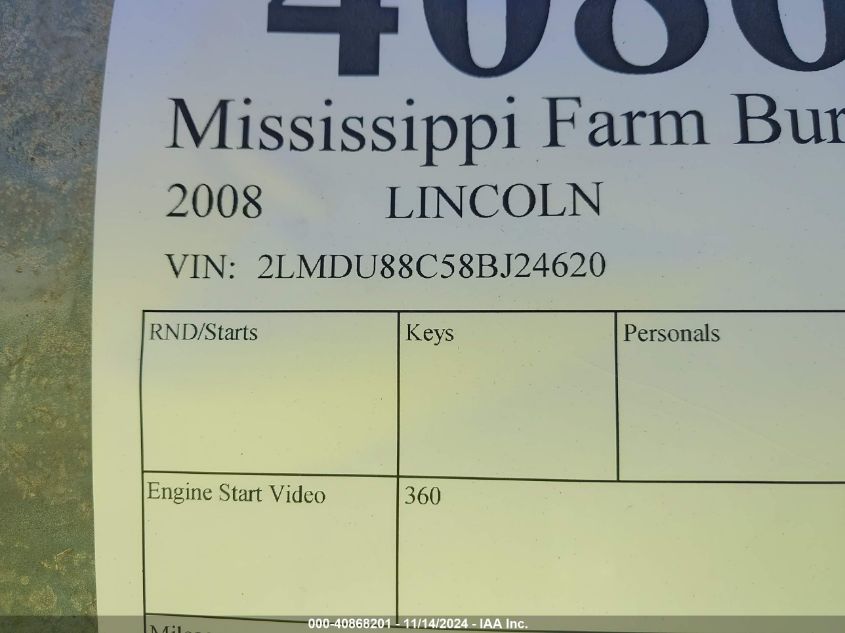 4080
Mississippi Farm Bur
2008 LINCOLN
VIN: 2LMDU88C58BJ24620
RND/Starts Keys Personals
Engine Start Video 360
000-40868201 - 11/14/2024 - IAA Inc.